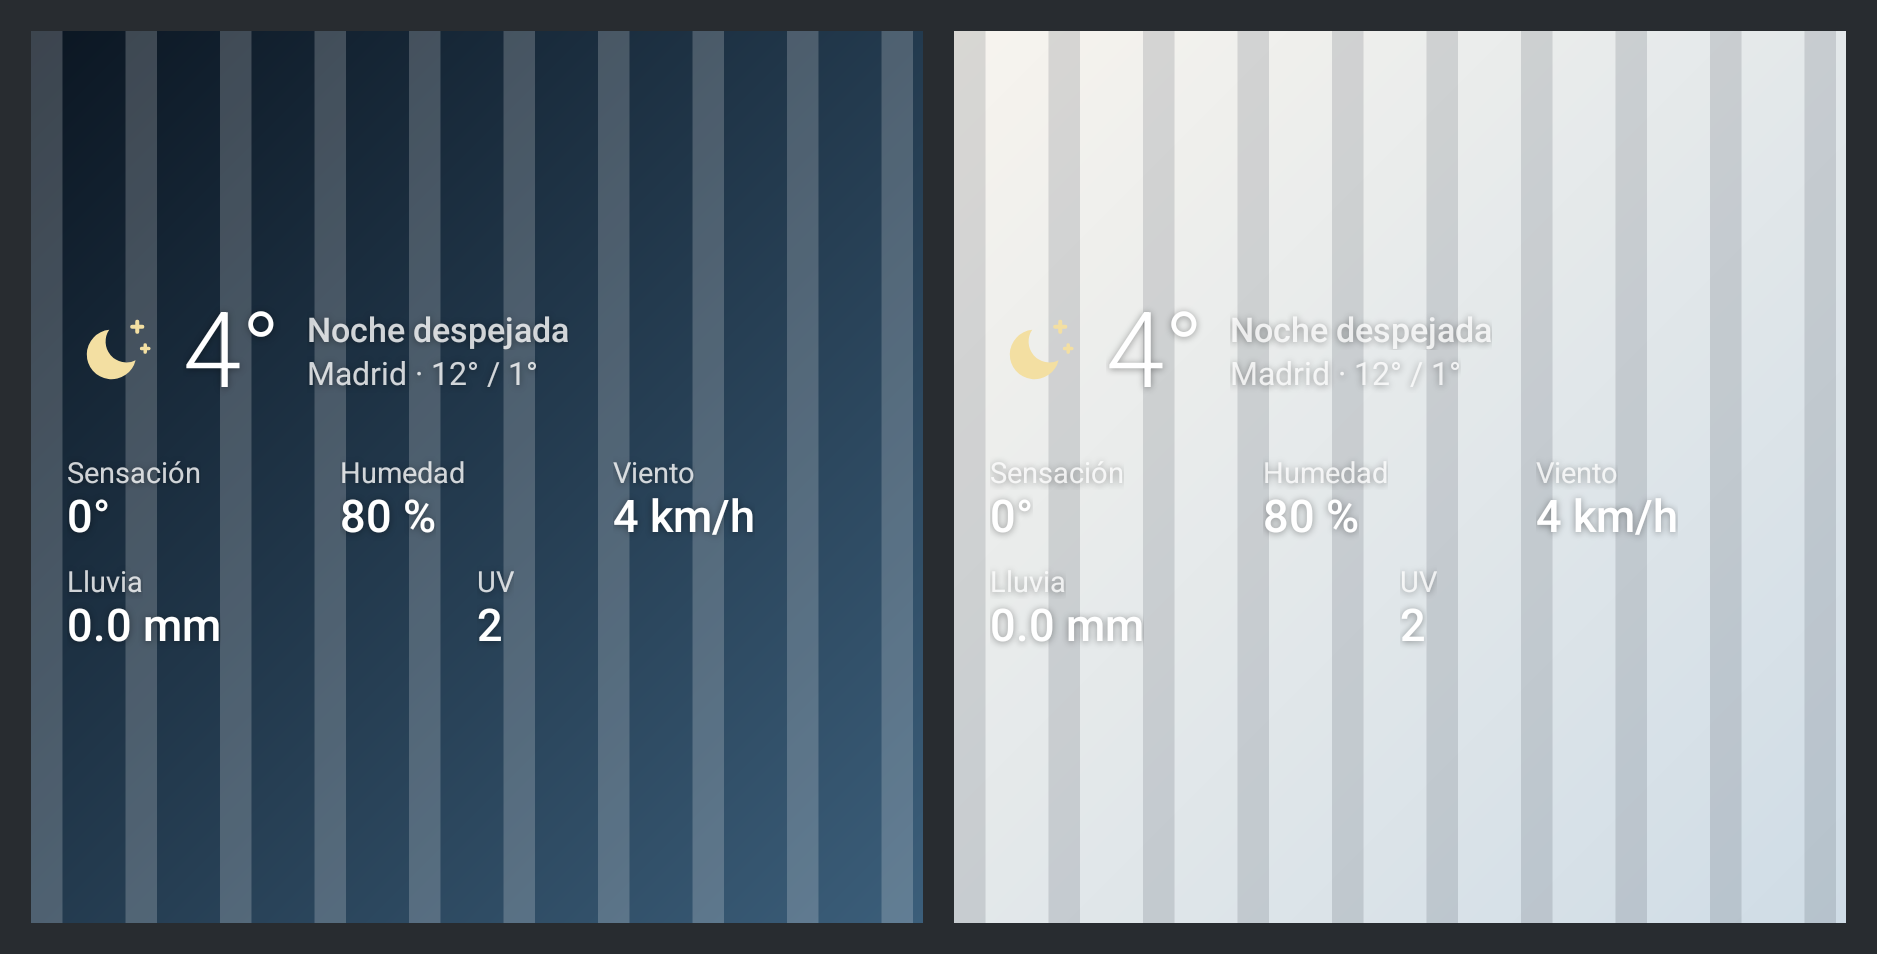 4°
Noche despejada
Madrid · 12° / 1°
Sensación Humedad Viento
0° 80 % 4 km/h
Lluvia UV
0.0 mm 2
4°
Noche despejada
Madrid · 12° / 1°
Sensación Humedad Viento
0° 80 % 4 km/h
Lluvia UV
0.0 mm 2